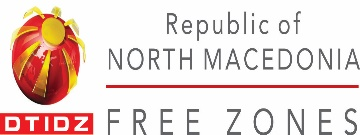 Republic of
NORTH MACEDONIA
DTIDZ
FREE ZONES